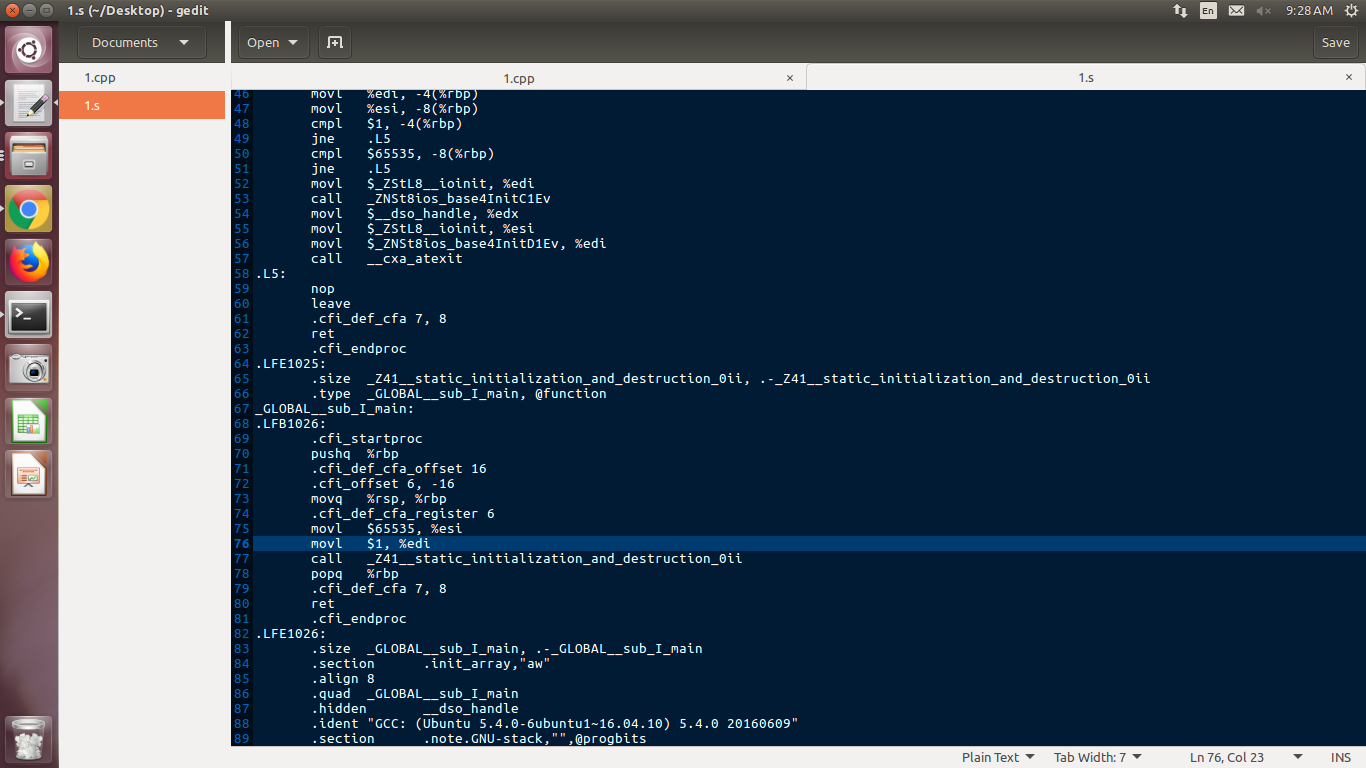 1.s (~/Desktop) - gedit
En
9:28 AM
Documents
Open
Save
1.cpp
1.s
1.cpp ×
1.s ×
46 movl %edi, -4(%rbp)
47 movl %esi, -8(%rbp)
48 cmpl $1, -4(%rbp)
49 jne .L5
50 cmpl $65535, -8(%rbp)
51 jne .L5
52 movl $_ZStL8__ioinit, %edi
53 call _ZNSt8ios_base4InitC1Ev
54 movl $__dso_handle, %edx
55 movl $_ZStL8__ioinit, %esi
56 movl $_ZNSt8ios_base4InitD1Ev, %edi
57 call __cxa_atexit
58 .L5:
59 nop
60 leave
61 .cfi_def_cfa 7, 8
62 ret
63 .cfi_endproc
64 .LFE1025:
65 .size _Z41__static_initialization_and_destruction_0ii, .-_Z41__static_initialization_and_destruction_0ii
66 .type _GLOBAL__sub_I_main, @function
67 _GLOBAL__sub_I_main:
68 .LFB1026:
69 .cfi_startproc
70 pushq %rbp
71 .cfi_def_cfa_offset 16
72 .cfi_offset 6, -16
73 movq %rsp, %rbp
74 .cfi_def_cfa_register 6
75 movl $65535, %esi
76 movl $1, %edi
77 call _Z41__static_initialization_and_destruction_0ii
78 popq %rbp
79 .cfi_def_cfa 7, 8
80 ret
81 .cfi_endproc
82 .LFE1026:
83 .size _GLOBAL__sub_I_main, .-_GLOBAL__sub_I_main
84 .section .init_array,"aw"
85 .align 8
86 .quad _GLOBAL__sub_I_main
87 .hidden __dso_handle
88 .ident "GCC: (Ubuntu 5.4.0-6ubuntu1~16.04.10) 5.4.0 20160609"
89 .section .note.GNU-stack,"",@progbits
Plain Text Tab Width: 7 Ln 76, Col 23 INS